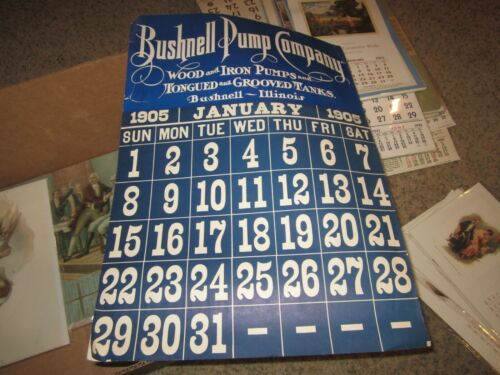 Bushnell Pump Company
WOOD and IRON PUMPS and
TONGUED and GROOVED TANKS.
Bushnell - Illinois
1905 JANUARY 1905
SUN MON TUE WED THU FRI SAT
1 2 3 4 5 6 7
8 9 10 11 12 13 14
15 16 17 18 19 20 21
22 23 24 25 26 27 28
29 30 31 – – – –